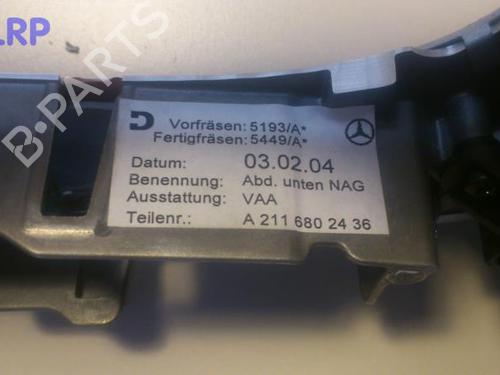 .RP
B-PARTS
D Vorfräsen: 5193/A*
Fertigfräsen: 5449/A*
Datum: 03.02.04
Benennung: Abd. unten NAG
Ausstattung: VAA
Teilenr.: A 211 680 24 36